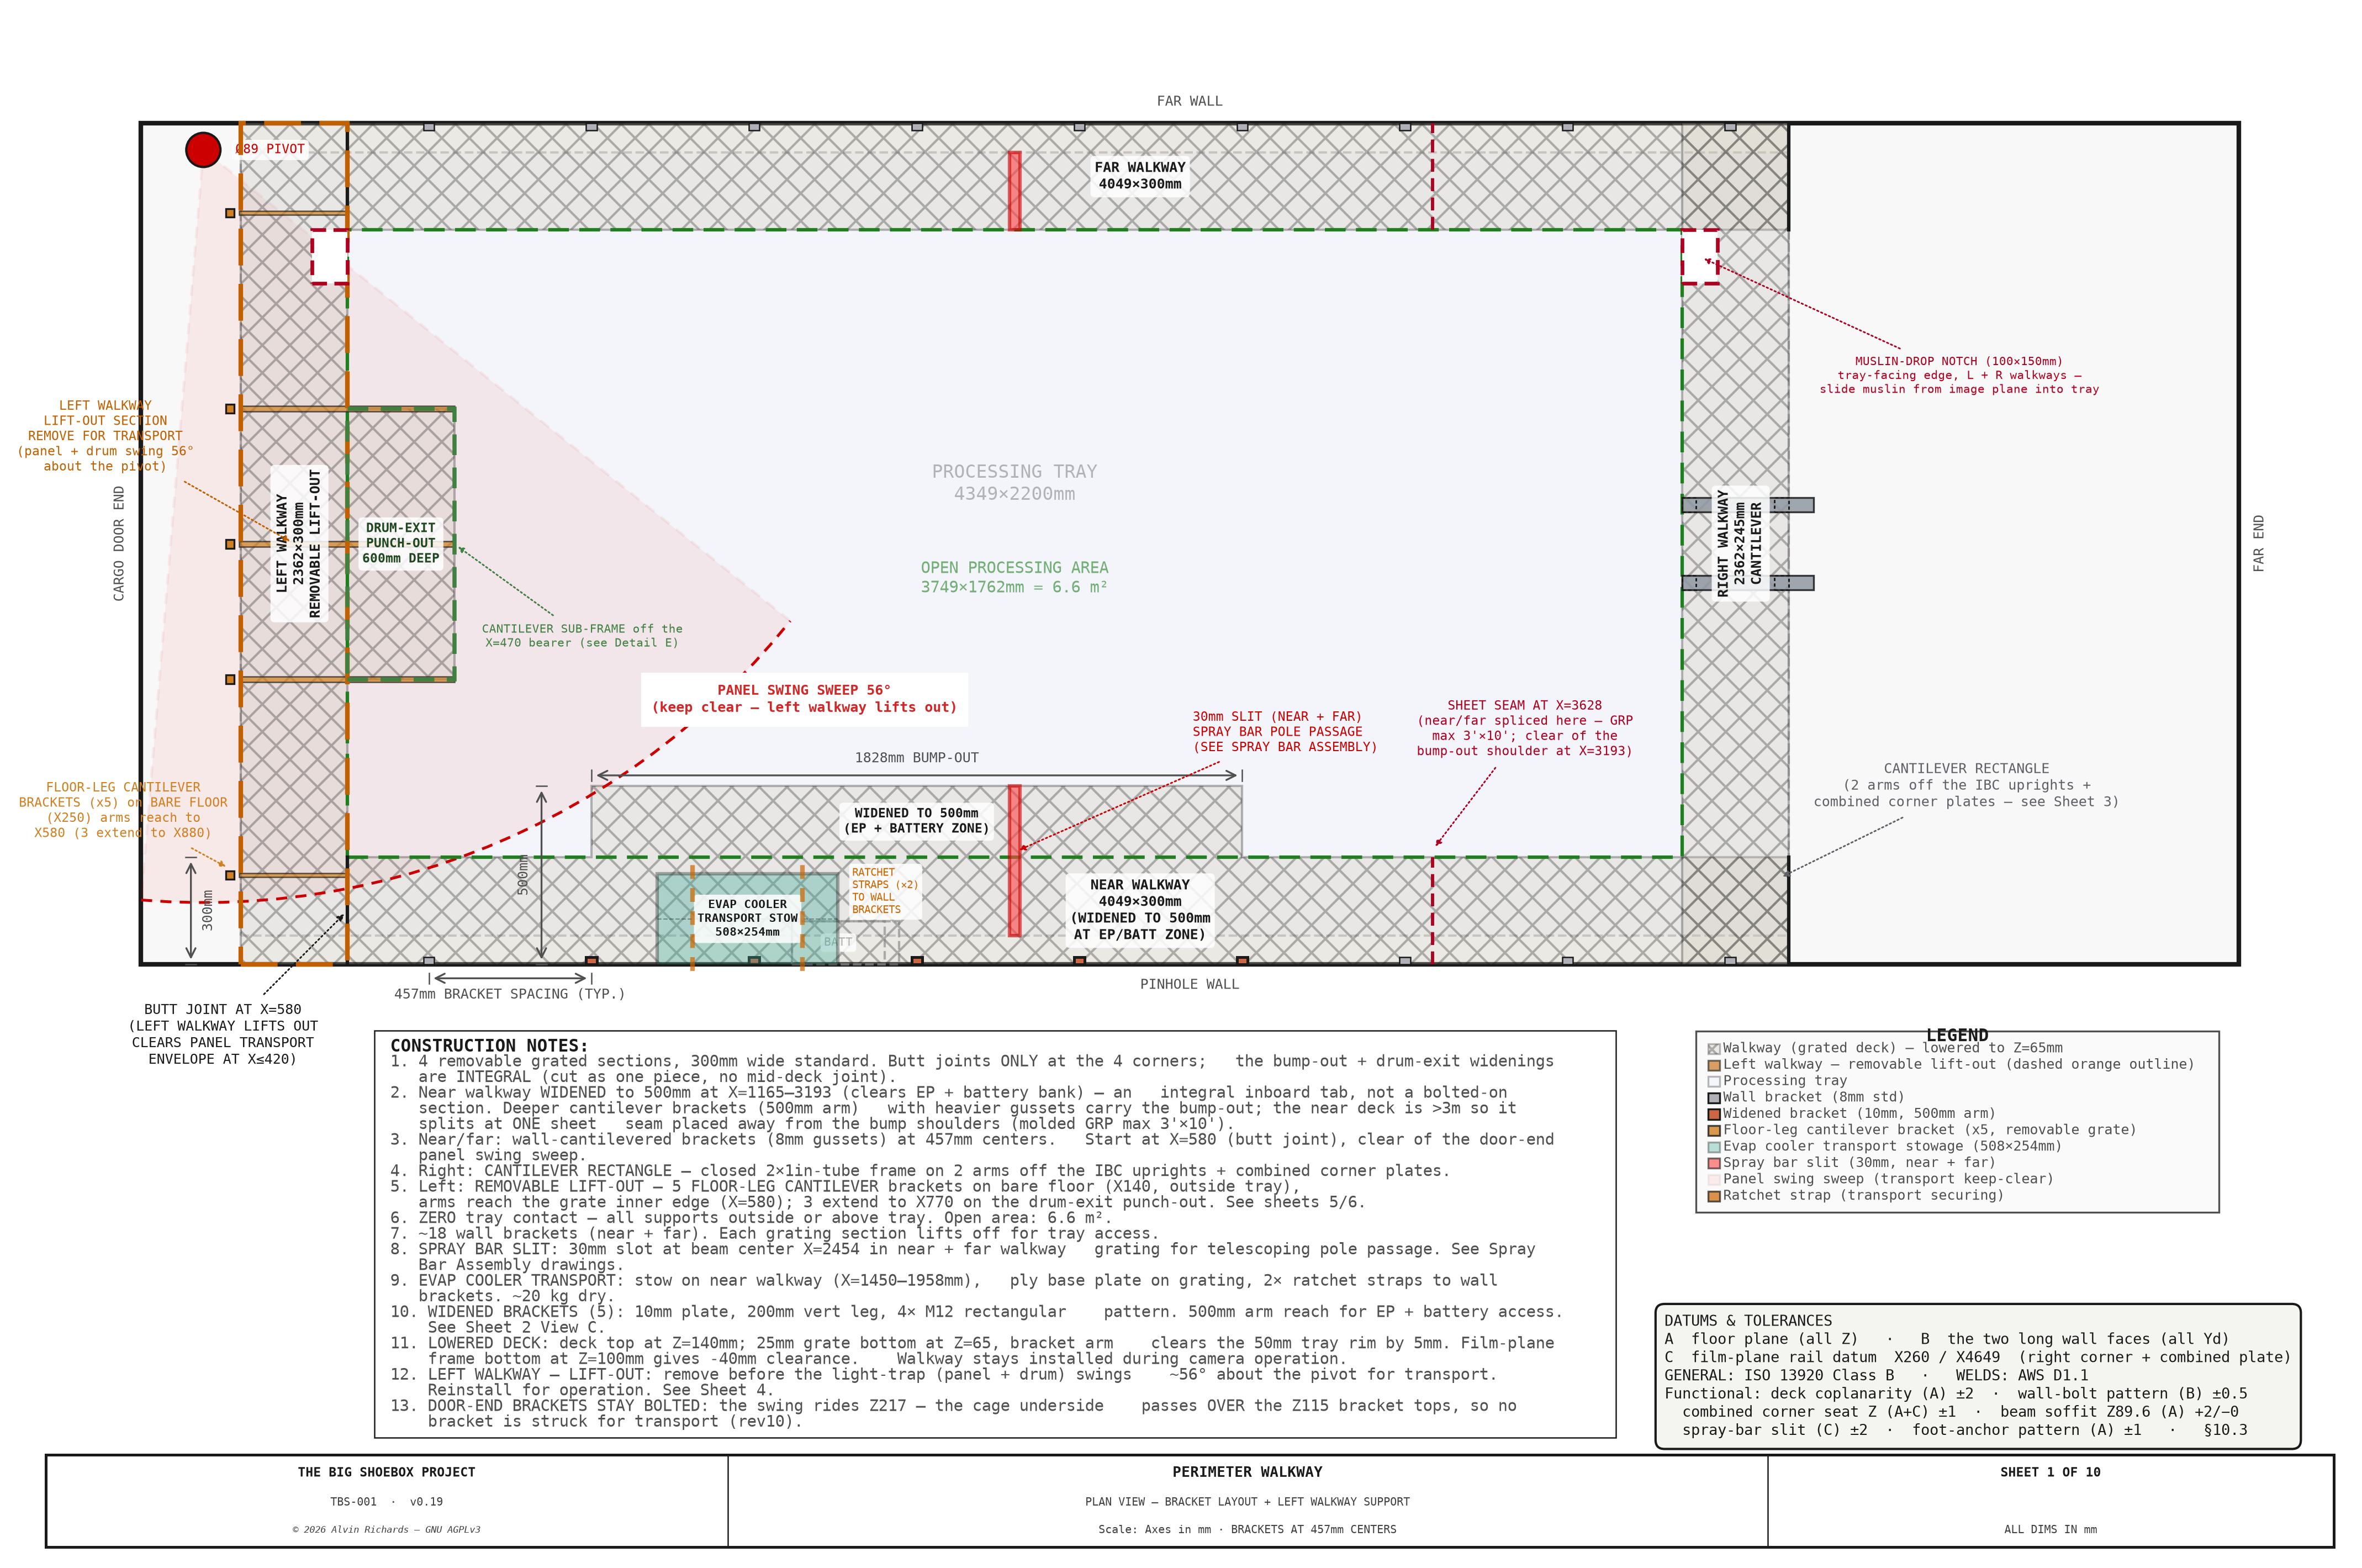 FAR WALL
Ø89 PIVOT
FAR WALKWAY
4049×300mm
MUSLIN-DROP NOTCH (100×150mm)
tray-facing edge, L + R walkways —
slide muslin from image plane into tray
LEFT WALKWAY
LIFT-OUT SECTION
REMOVE FOR TRANSPORT
(panel + drum swing 56°
about the pivot)
CARGO DOOR END
LEFT WALKWAY
2362×300mm
REMOVABLE LIFT-OUT
DRUM-EXIT
PUNCH-OUT
600mm DEEP
PROCESSING TRAY
4349×2200mm
OPEN PROCESSING AREA
3749×1762mm = 6.6 m²
RIGHT WALKWAY
2362×245mm
CANTILEVER
FAR END
CANTILEVER SUB-FRAME off the
X=470 bearer (see Detail E)
PANEL SWING SWEEP 56°
(keep clear — left walkway lifts out)
30mm SLIT (NEAR + FAR)
SPRAY BAR POLE PASSAGE
(SEE SPRAY BAR ASSEMBLY)
SHEET SEAM AT X=3628
(near/far spliced here — GRP
max 3'×10'; clear of the
bump-out shoulder at X=3193)
1828mm BUMP-OUT
CANTILEVER RECTANGLE
(2 arms off the IBC uprights +
combined corner plates — see Sheet 3)
FLOOR-LEG CANTILEVER
BRACKETS (x5) on BARE FLOOR
(X250) arms reach to
X580 (3 extend to X880)
WIDENED TO 500mm
(EP + BATTERY ZONE)
300mm
500mm
EVAP COOLER
TRANSPORT STOW
508×254mm
RATCHET
STRAPS (×2)
TO WALL
BRACKETS
BATT
NEAR WALKWAY
4049×300mm
(WIDENED TO 500mm
AT EP/BATT ZONE)
457mm BRACKET SPACING (TYP.)
PINHOLE WALL
BUTT JOINT AT X=580
(LEFT WALKWAY LIFTS OUT
CLEARS PANEL TRANSPORT
ENVELOPE AT X≤420)
CONSTRUCTION NOTES:
1. 4 removable grated sections, 300mm wide standard. Butt joints ONLY at the 4 corners; the bump-out + drum-exit widenings
are INTEGRAL (cut as one piece, no mid-deck joint).
2. Near walkway WIDENED to 500mm at X=1165–3193 (clears EP + battery bank) — an integral inboard tab, not a bolted-on
section. Deeper cantilever brackets (500mm arm) with heavier gussets carry the bump-out; the near deck is >3m so it
splits at ONE sheet seam placed away from the bump shoulders (molded GRP max 3'×10').
3. Near/far: wall-cantilevered brackets (8mm gussets) at 457mm centers. Start at X=580 (butt joint), clear of the door-end
panel swing sweep.
4. Right: CANTILEVER RECTANGLE — closed 2×1in-tube frame on 2 arms off the IBC uprights + combined corner plates.
5. Left: REMOVABLE LIFT-OUT — 5 FLOOR-LEG CANTILEVER brackets on bare floor (X140, outside tray),
arms reach the grate inner edge (X=580); 3 extend to X770 on the drum-exit punch-out. See sheets 5/6.
6. ZERO tray contact — all supports outside or above tray. Open area: 6.6 m².
7. ~18 wall brackets (near + far). Each grating section lifts off for tray access.
8. SPRAY BAR SLIT: 30mm slot at beam center X=2454 in near + far walkway grating for telescoping pole passage. See Spray
Bar Assembly drawings.
9. EVAP COOLER TRANSPORT: stow on near walkway (X=1450–1958mm), ply base plate on grating, 2× ratchet straps to wall
brackets. ~20 kg dry.
10. WIDENED BRACKETS (5): 10mm plate, 200mm vert leg, 4× M12 rectangular pattern. 500mm arm reach for EP + battery access.
See Sheet 2 View C.
11. LOWERED DECK: deck top at Z=140mm; 25mm grate bottom at Z=65, bracket arm clears the 50mm tray rim by 5mm. Film-plane
frame bottom at Z=100mm gives -40mm clearance. Walkway stays installed during camera operation.
12. LEFT WALKWAY — LIFT-OUT: remove before the light-trap (panel + drum) swings ~56° about the pivot for transport.
Reinstall for operation. See Sheet 4.
13. DOOR-END BRACKETS STAY BOLTED: the swing rides Z217 — the cage underside passes OVER the Z115 bracket tops, so no
bracket is struck for transport (rev10).
LEGEND
Walkway (grated deck) — lowered to Z=65mm
Left walkway — removable lift-out (dashed orange outline)
Processing tray
Wall bracket (8mm std)
Widened bracket (10mm, 500mm arm)
Floor-leg cantilever bracket (x5, removable grate)
Evap cooler transport stowage (508×254mm)
Spray bar slit (30mm, near + far)
Panel swing sweep (transport keep-clear)
Ratchet strap (transport securing)
DATUMS & TOLERANCES
A floor plane (all Z) · B the two long wall faces (all Yd)
C film-plane rail datum X260 / X4649 (right corner + combined plate)
GENERAL: ISO 13920 Class B · WELDS: AWS D1.1
Functional: deck coplanarity (A) ±2 · wall-bolt pattern (B) ±0.5
combined corner seat Z (A+C) ±1 · beam soffit Z89.6 (A) +2/−0
spray-bar slit (C) ±2 · foot-anchor pattern (A) ±1 · §10.3
THE BIG SHOEBOX PROJECT
TBS-001 · v0.19
© 2026 Alvin Richards — GNU AGPLv3
PERIMETER WALKWAY
PLAN VIEW — BRACKET LAYOUT + LEFT WALKWAY SUPPORT
Scale: Axes in mm · BRACKETS AT 457mm CENTERS
SHEET 1 OF 10
ALL DIMS IN mm